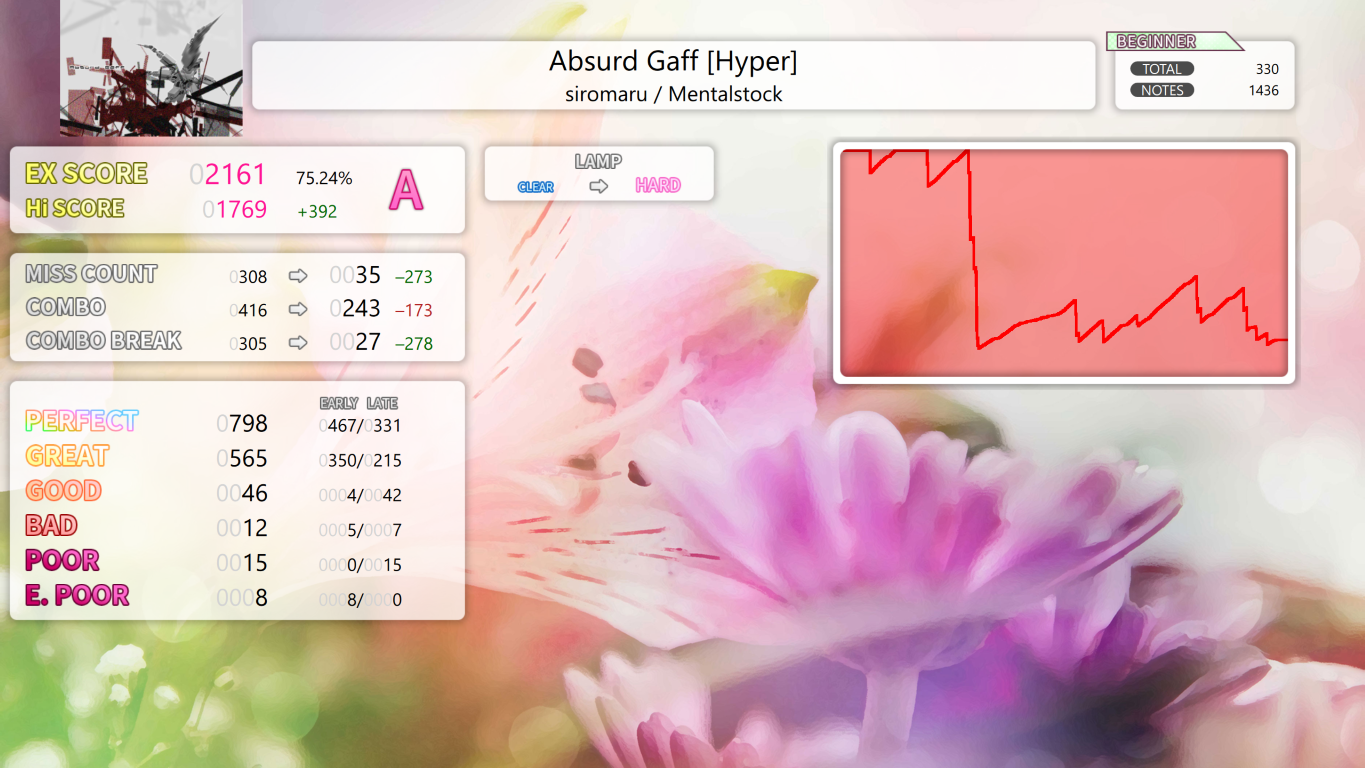 Absurd Gaff [Hyper]
siromaru / Mentalstock
BEGINNER
TOTAL 330
NOTES 1436
EX SCORE 02161 75.24% A
Hi SCORE 01769 +392
LAMP
CLEAR ⇨ HARD
MISS COUNT 0308 ⇨ 0035 −273
COMBO 0416 ⇨ 0243 −173
COMBO BREAK 0305 ⇨ 0027 −278
EARLY LATE
PERFECT 0798 0467/0331
GREAT 0565 0350/0215
GOOD 0046 0004/0042
BAD 0012 0005/0007
POOR 0015 0000/0015
E. POOR 0008 0008/0000